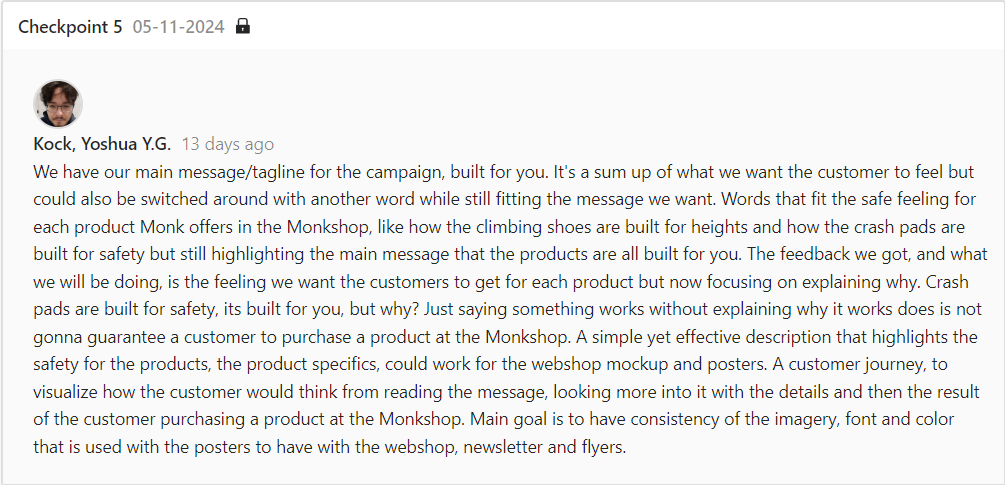 Checkpoint 5 05-11-2024
Kock, Yoshua Y.G. 13 days ago
We have our main message/tagline for the campaign, built for you. It's a sum up of what we want the customer to feel but
could also be switched around with another word while still fitting the message we want. Words that fit the safe feeling for
each product Monk offers in the Monkshop, like how the climbing shoes are built for heights and how the crash pads are
built for safety but still highlighting the main message that the products are all built for you. The feedback we got, and what
we will be doing, is the feeling we want the customers to get for each product but now focusing on explaining why. Crash
pads are built for safety, its built for you, but why? Just saying something works without explaining why it works does is not
gonna guarantee a customer to purchase a product at the Monkshop. A simple yet effective description that highlights the
safety for the products, the product specifics, could work for the webshop mockup and posters. A customer journey, to
visualize how the customer would think from reading the message, looking more into it with the details and then the result
of the customer purchasing a product at the Monkshop. Main goal is to have consistency of the imagery, font and color
that is used with the posters to have with the webshop, newsletter and flyers.